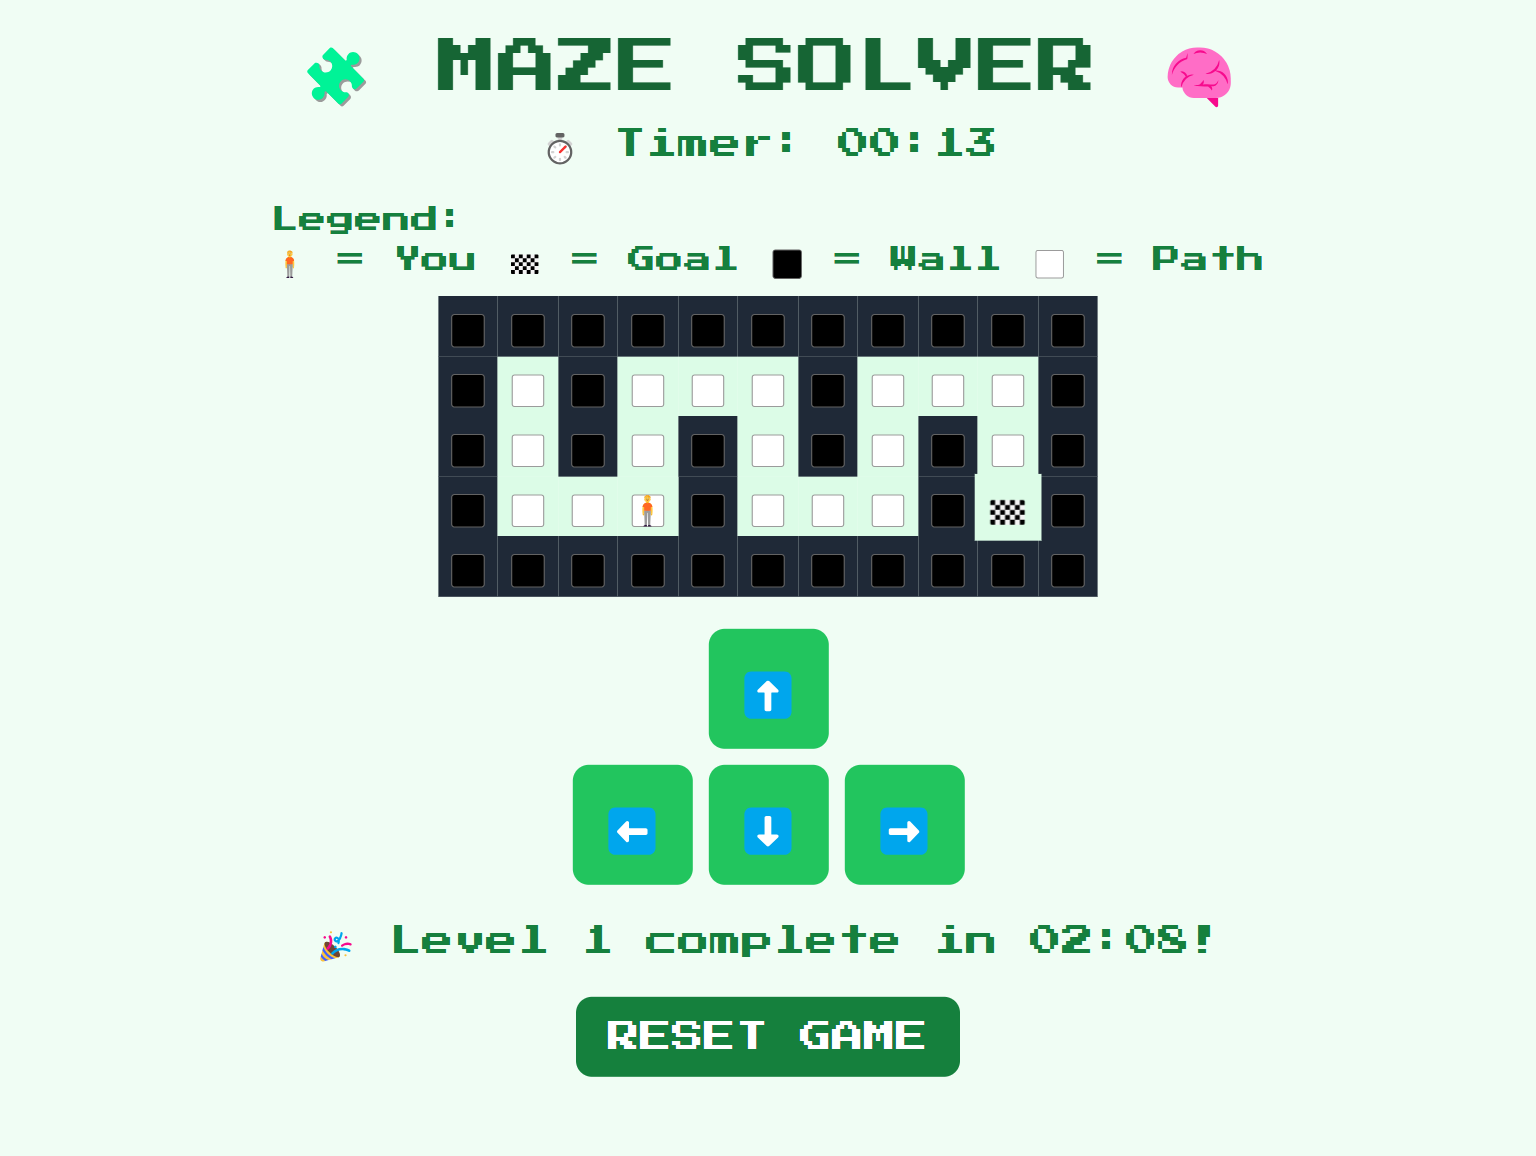 MAZE SOLVER
Timer: 00:13
Legend:
= You = Goal = Wall = Path
Level 1 complete in 02:08!
RESET GAME